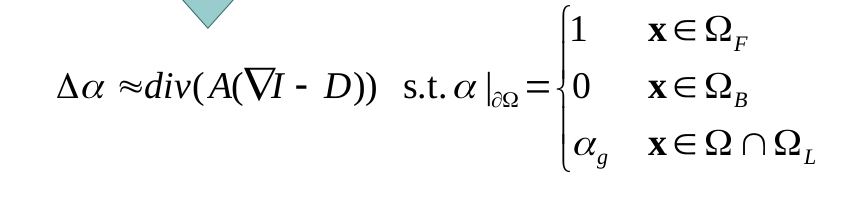 Δα ≈div(A(∇I - D)) s.t. α |∂Ω = { 1 x ∈ Ω_F
0 x ∈ Ω_B
α_g x ∈ Ω ∩ Ω_L